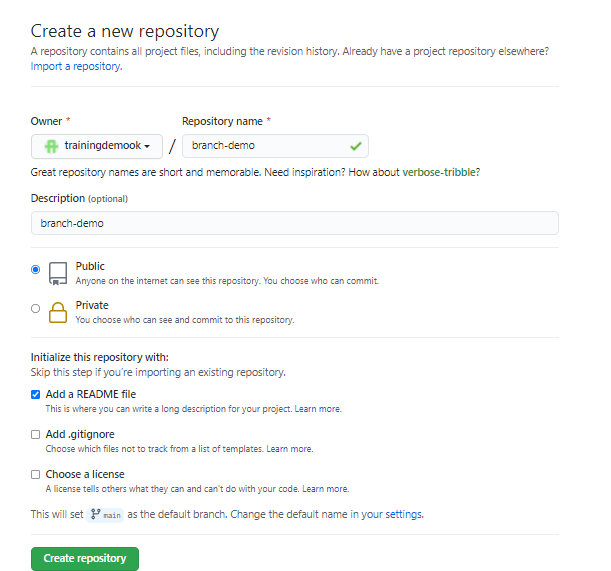 Create a new repository
A repository contains all project files, including the revision history. Already have a project repository elsewhere?
Import a repository.
Owner *
Repository name *
trainingdemook
/
branch-demo
Great repository names are short and memorable. Need inspiration? How about verbose-tribble?
Description (optional)
branch-demo
Public
Anyone on the internet can see this repository. You choose who can commit.
Private
You choose who can see and commit to this repository.
Initialize this repository with:
Skip this step if you're importing an existing repository.
Add a README file
This is where you can write a long description for your project. Learn more.
Add .gitignore
Choose which files not to track from a list of templates. Learn more.
Choose a license
A license tells others what they can and can't do with your code. Learn more.
This will set main as the default branch. Change the default name in your settings.
Create repository